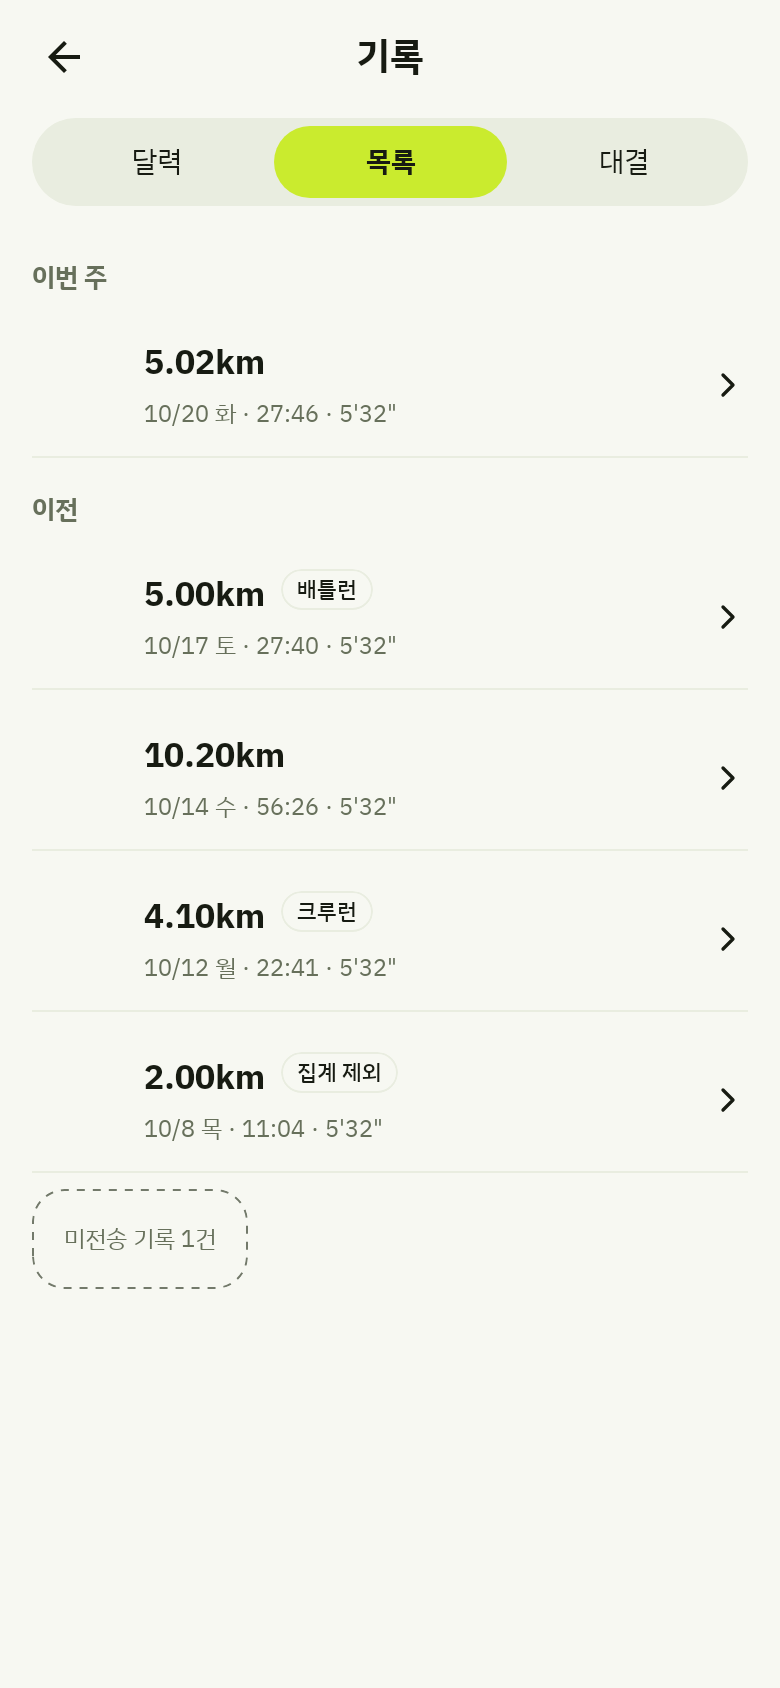 기록
달력 목록 대결
이번 주
5.02km
10/20 화 · 27:46 · 5'32"
이전
5.00km 배틀런
10/17 토 · 27:40 · 5'32"
10.20km
10/14 수 · 56:26 · 5'32"
4.10km 크루런
10/12 월 · 22:41 · 5'32"
2.00km 집계 제외
10/8 목 · 11:04 · 5'32"
미전송 기록 1건